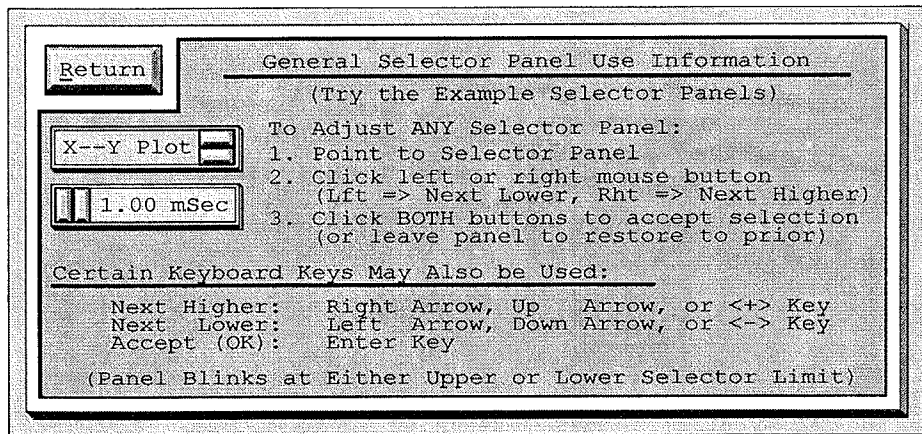 Return
General Selector Panel Use Information
(Try the Example Selector Panels)
X--Y Plot
1.00 mSec
To Adjust ANY Selector Panel:
1. Point to Selector Panel
2. Click left or right mouse button
(Lft => Next Lower, Rht => Next Higher)
3. Click BOTH buttons to accept selection
(or leave panel to restore to prior)
Certain Keyboard Keys May Also be Used:
Next Higher: Right Arrow, Up Arrow, or <+> Key
Next Lower: Left Arrow, Down Arrow, or <-> Key
Accept (OK): Enter Key
(Panel Blinks at Either Upper or Lower Selector Limit)